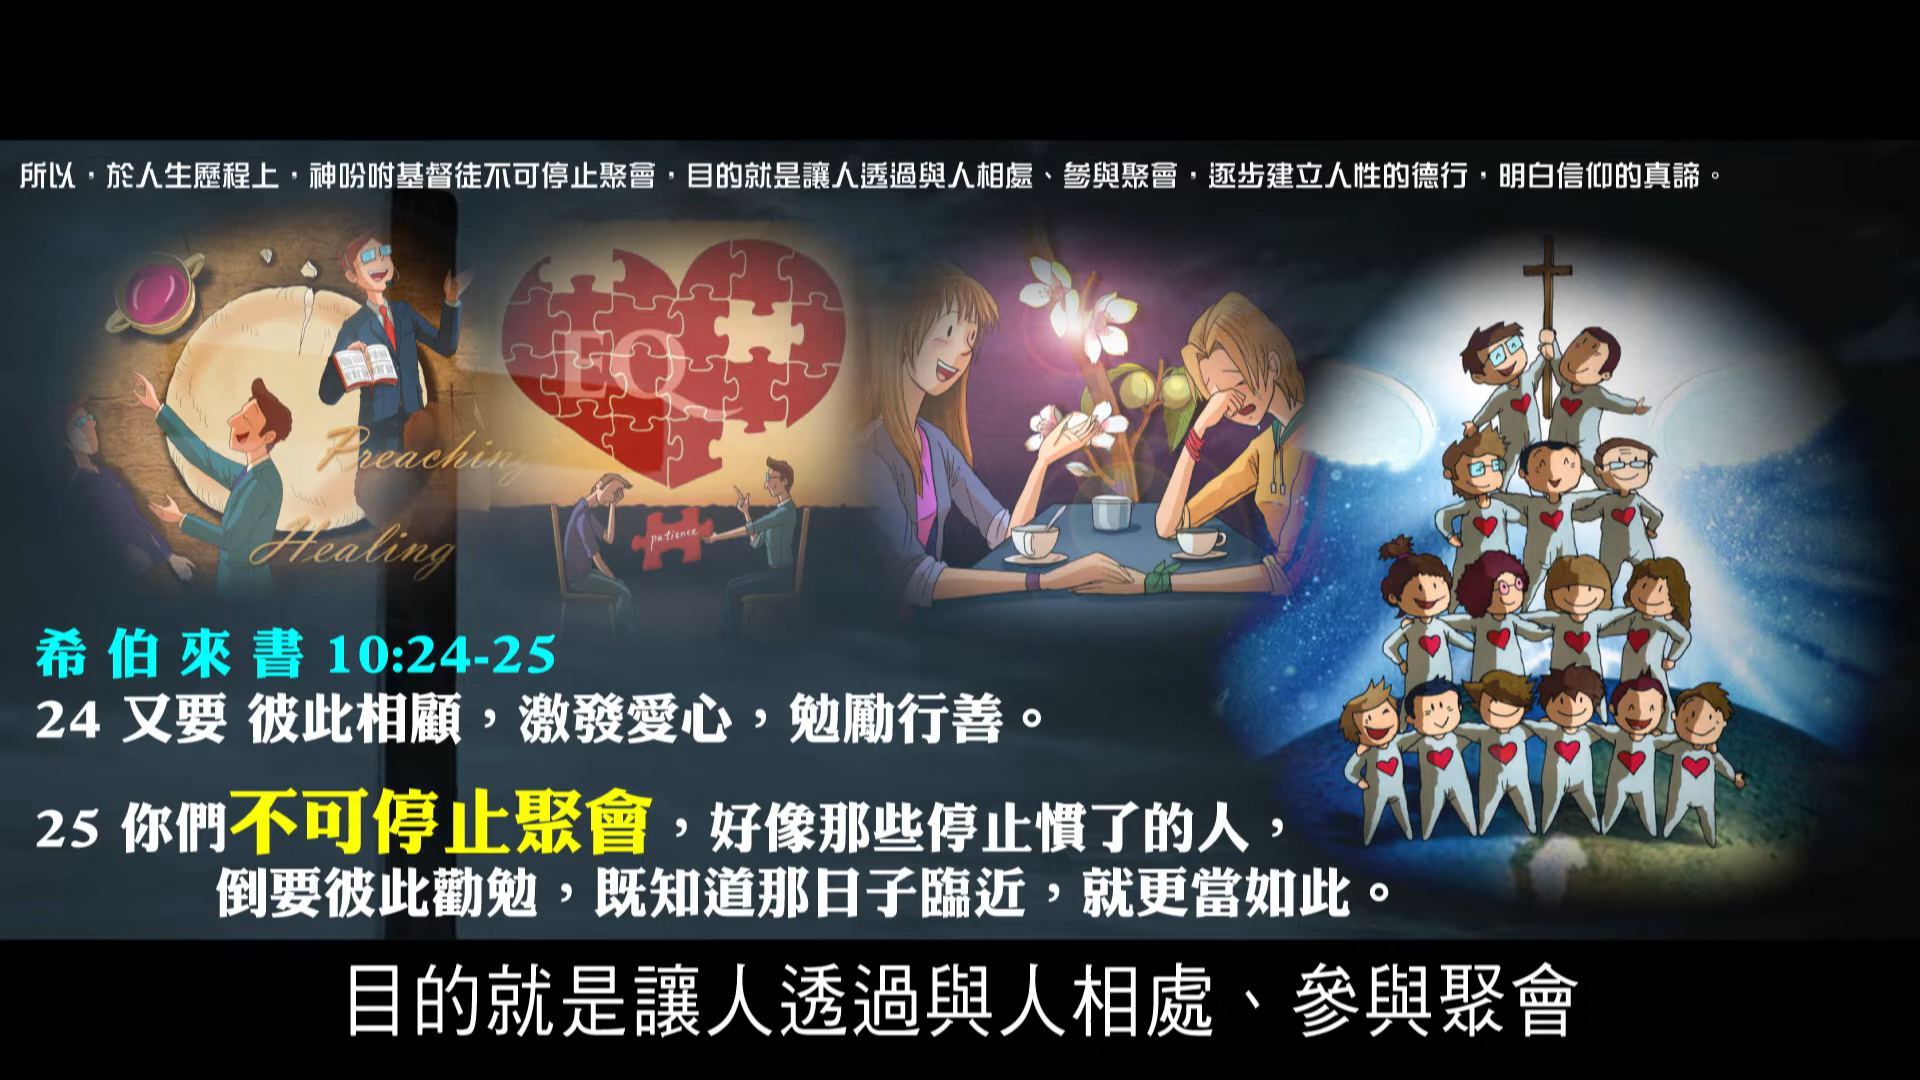 所以，於人生歷程上，神吩咐基督徒不可停止聚會，目的就是讓人透過與人相處、參與聚會，逐步建立人性的德行，明白信仰的真諦。
EQ
Preaching
patience
Healing
希伯來書 10:24-25
24 又要 彼此相顧，激發愛心，勉勵行善。
25 你們不可停止聚會，好像那些停止慣了的人，
倒要彼此勸勉，既知道那日子臨近，就更當如此。
目的就是讓人透過與人相處、參與聚會